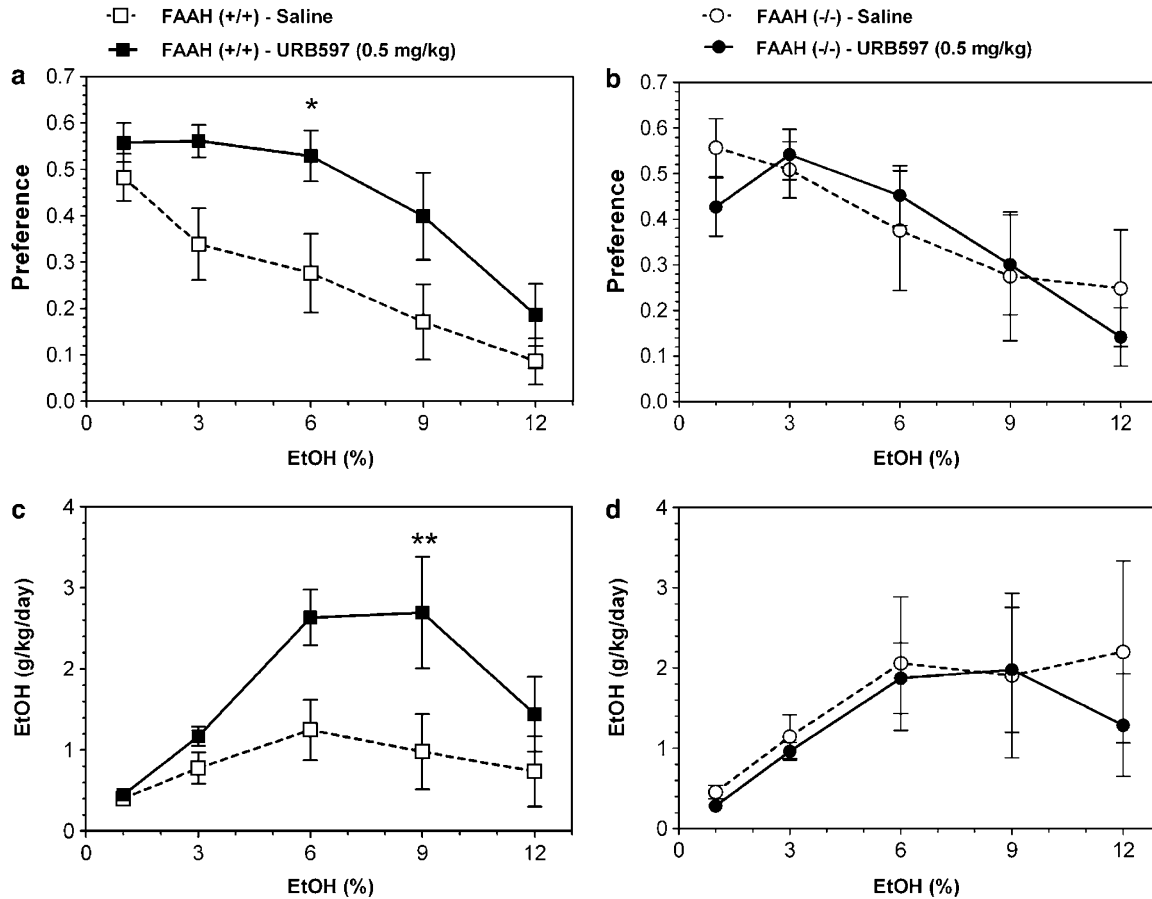 FAAH (+/+) - Saline
FAAH (+/+) - URB597 (0.5 mg/kg)
FAAH (-/-) - Saline
FAAH (-/-) - URB597 (0.5 mg/kg)
a
Preference
0.7
0.6
0.5
0.4
0.3
0.2
0.1
0.0
*
0 3 6 9 12
EtOH (%)
b
Preference
0.7
0.6
0.5
0.4
0.3
0.2
0.1
0.0
0 3 6 9 12
EtOH (%)
c
EtOH (g/kg/day)
4
3
2
1
0
**
0 3 6 9 12
EtOH (%)
d
EtOH (g/kg/day)
4
3
2
1
0
0 3 6 9 12
EtOH (%)